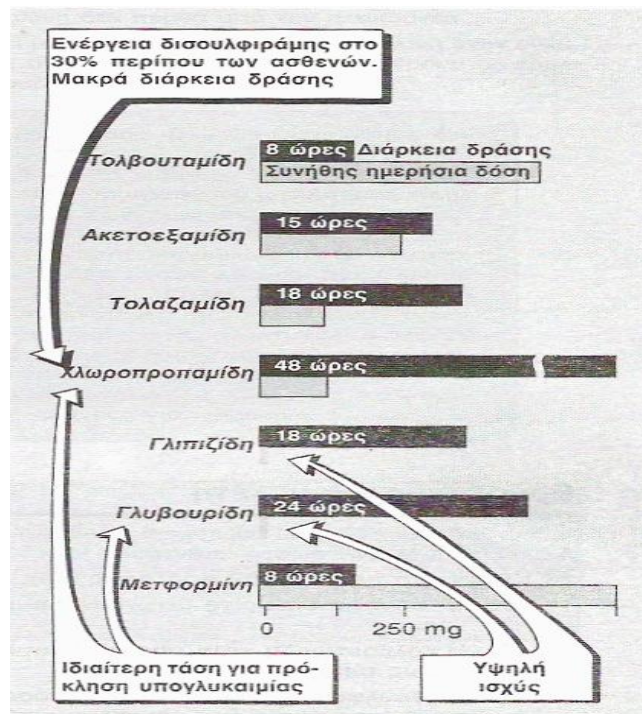 Ενέργεια δισουλφιράμης στο
30% περίπου των ασθενών.
Μακρά διάρκεια δράσης
Τολβουταμίδη
8 ώρες Διάρκεια δράσης
Συνήθης ημερήσια δόση
Ακετοεξαμίδη
15 ώρες
Τολαζαμίδη
18 ώρες
Χλωροπροπαμίδη
48 ώρες
Γλιπιζίδη
18 ώρες
Γλυβουρίδη
24 ώρες
Μετφορμίνη
8 ώρες
0 250 mg
Ιδιαίτερη τάση για πρό-
κληση υπογλυκαιμίας
Υψηλή
ισχύς